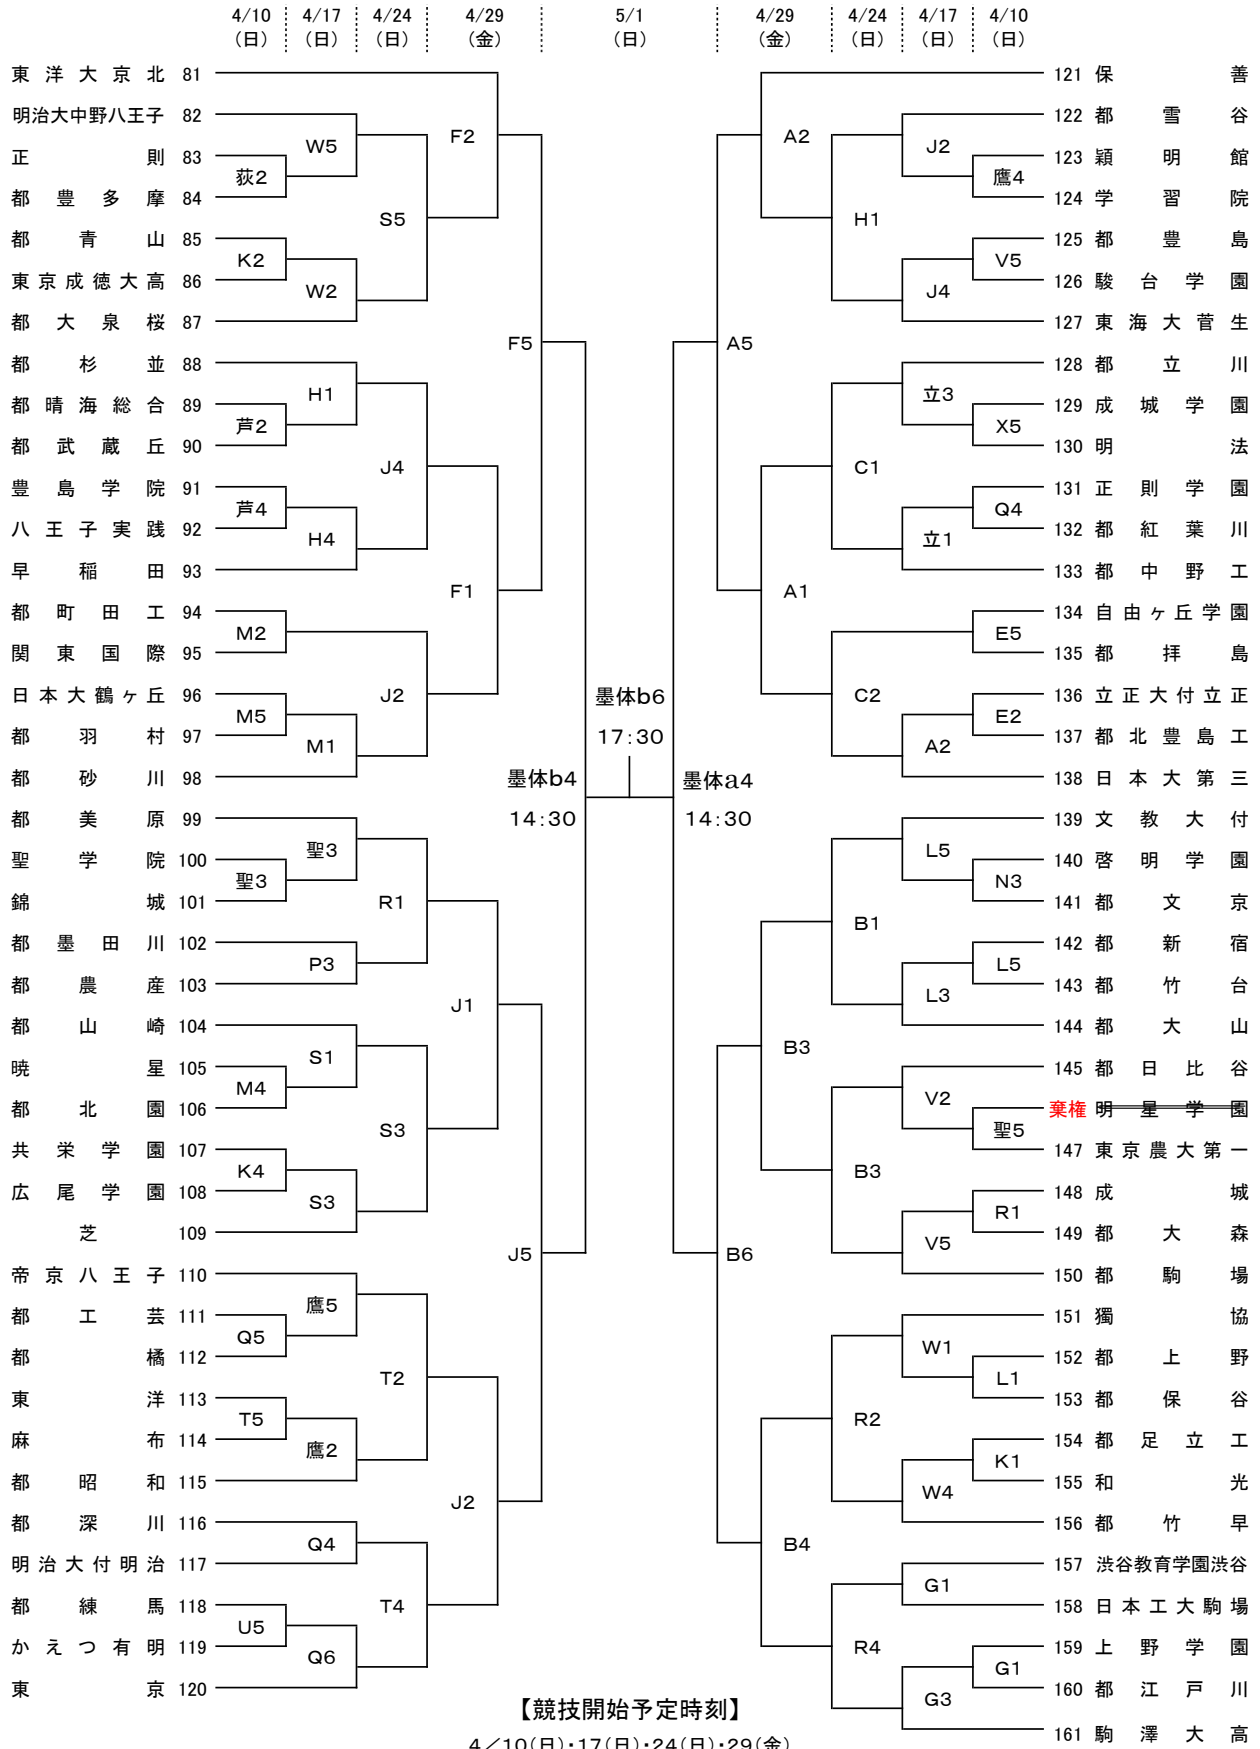 4/10 4/17 4/24 4/29 5/1 4/29 4/24 4/17 4/10
(日) (日) (日) (金) (日) (金) (日) (日) (日)
東洋大京北 81
明治大中野八王子 82
正則 83
都豊多摩 84
都青山 85
東京成徳大高 86
都大泉桜 87
都杉並 88
都晴海総合 89
都武蔵丘 90
豊島学院 91
八王子実践 92
早稲田 93
都町田工 94
関東国際 95
日本大鶴ヶ丘 96
都羽村 97
都砂川 98
都美原 99
聖学院 100
錦城 101
都墨田川 102
都農産 103
都山崎 104
暁星 105
都北園 106
共栄学園 107
広尾学園 108
芝 109
帝京八王子 110
都工芸 111
都橘 112
東洋 113
麻布 114
都昭和 115
都深川 116
明治大付明治 117
都練馬 118
かえつ有明 119
東京 120
荻2
K2
芦2
芦4
M2
M5
聖3
M4
K4
Q5
T5
U5
W5
W2
H1
H4
M1
聖3
P3
S1
S3
鷹5
鷹2
Q4
Q6
S5
J4
J2
R1
S3
T2
T4
F2
F1
J1
J2
F5
J5
墨体b4
14:30
墨体b6
17:30
墨体a4
14:30
A5
B6
A2
A1
B3
B4
H1
C1
C2
B1
B3
R2
R4
J2
J4
立3
立1
A2
L5
L3
V2
V5
W1
W4
G1
G3
鷹4
V5
X5
Q4
E5
E2
N3
L5
聖5
R1
L1
K1
G1
121 保善
122 都雪谷
123 穎明館
124 学習院
125 都豊島
126 駿台学園
127 東海大菅生
128 都立川
129 成城学園
130 明法
131 正則学園
132 都紅葉川
133 都中野工
134 自由ヶ丘学園
135 都拝島
136 立正大付立正
137 都北豊島工
138 日本大第三
139 文教大付
140 啓明学園
141 都文京
142 都新宿
143 都竹台
144 都大山
145 都日比谷
棄権 明星学園
147 東京農大第一
148 成城
149 都大森
150 都駒場
151 獨協
152 都上野
153 都保谷
154 都足立工
155 和光
156 都竹早
157 渋谷教育学園渋谷
158 日本工大駒場
159 上野学園
160 都江戸川
161 駒澤大高
【競技開始予定時刻】
4/10(日)・17(日)・24(日)・29(金)